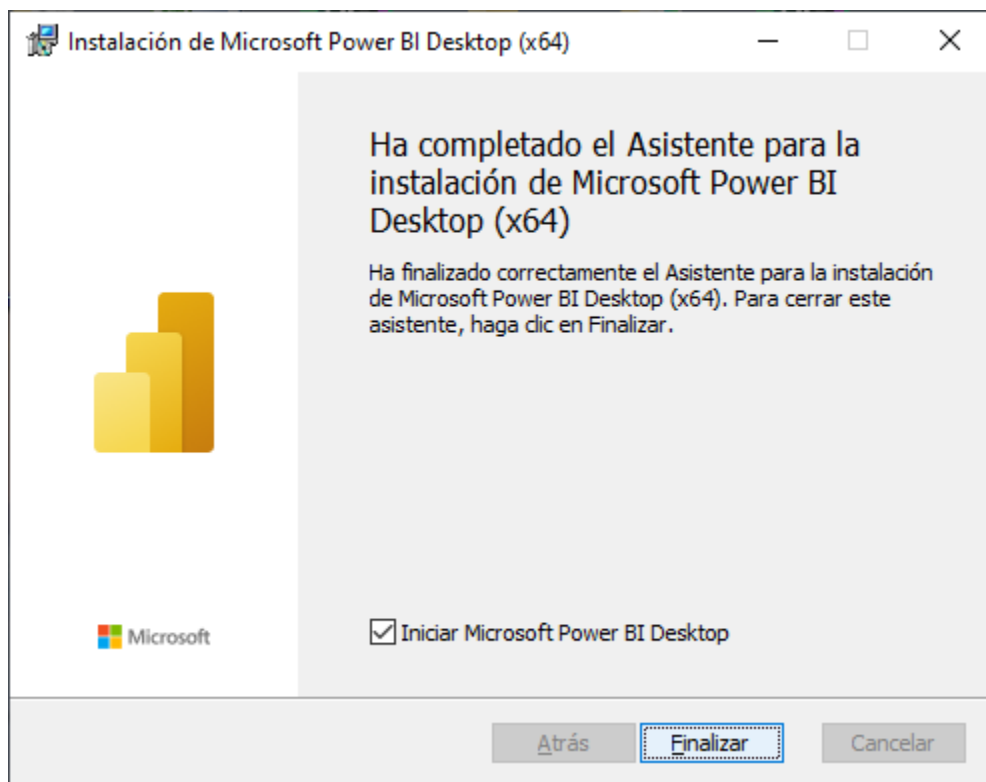 Instalación de Microsoft Power BI Desktop (x64)
Ha completado el Asistente para la
instalación de Microsoft Power BI
Desktop (x64)
Ha finalizado correctamente el Asistente para la instalación
de Microsoft Power BI Desktop (x64). Para cerrar este
asistente, haga clic en Finalizar.
Microsoft
Iniciar Microsoft Power BI Desktop
Atrás
Finalizar
Cancelar